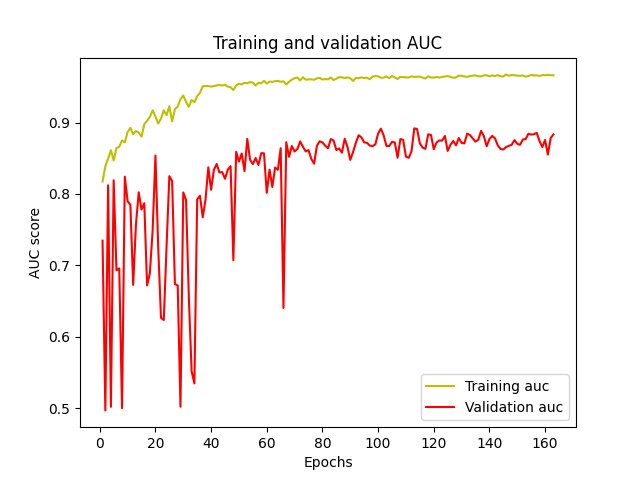 Training and validation AUC
AUC score
0.9
0.8
0.7
0.6
0.5
0 20 40 60 80 100 120 140 160
Epochs
Training auc
Validation auc